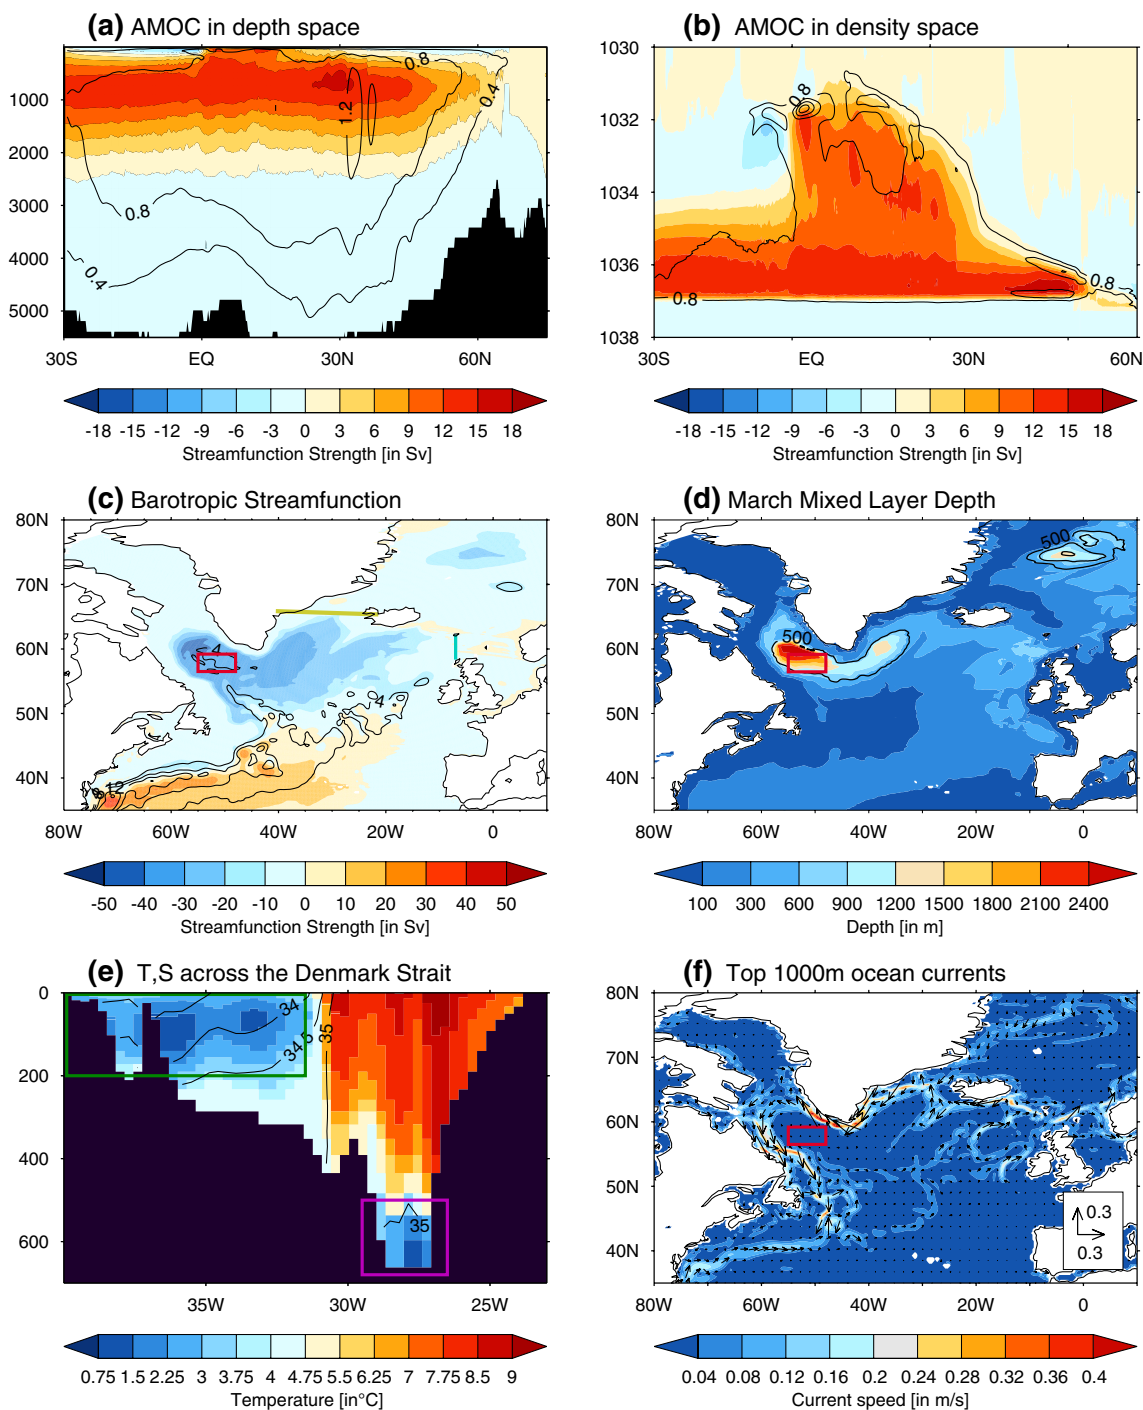 (a) AMOC in depth space
1000
2000
3000
4000
5000
0.8
0.4
1.2
0.8
0.4
30S EQ 30N 60N
-18 -15 -12 -9 -6 -3 0 3 6 9 12 15 18
Streamfunction Strength [in Sv]
(b) AMOC in density space
1030
1032
1034
1036
1038
0.8
0.8
0.8
30S EQ 30N 60N
-18 -15 -12 -9 -6 -3 0 3 6 9 12 15 18
Streamfunction Strength [in Sv]
(c) Barotropic Streamfunction
80N
70N
60N
50N
40N
4
4
12
80W 60W 40W 20W 0
-50 -40 -30 -20 -10 0 10 20 30 40 50
Streamfunction Strength [in Sv]
(d) March Mixed Layer Depth
80N
70N
60N
50N
40N
500
500
80W 60W 40W 20W 0
100 300 600 900 1200 1500 1800 2100 2400
Depth [in m]
(e) T,S across the Denmark Strait
0
200
400
600
34
34.5
35
35
35W 30W 25W
0.75 1.5 2.25 3 3.75 4 4.75 5.5 6.25 7 7.75 8.5 9
Temperature [in°C]
(f) Top 1000m ocean currents
80N
70N
60N
50N
40N
0.3
0.3
80W 60W 40W 20W 0
0.04 0.08 0.12 0.16 0.2 0.24 0.28 0.32 0.36 0.4
Current speed [in m/s]